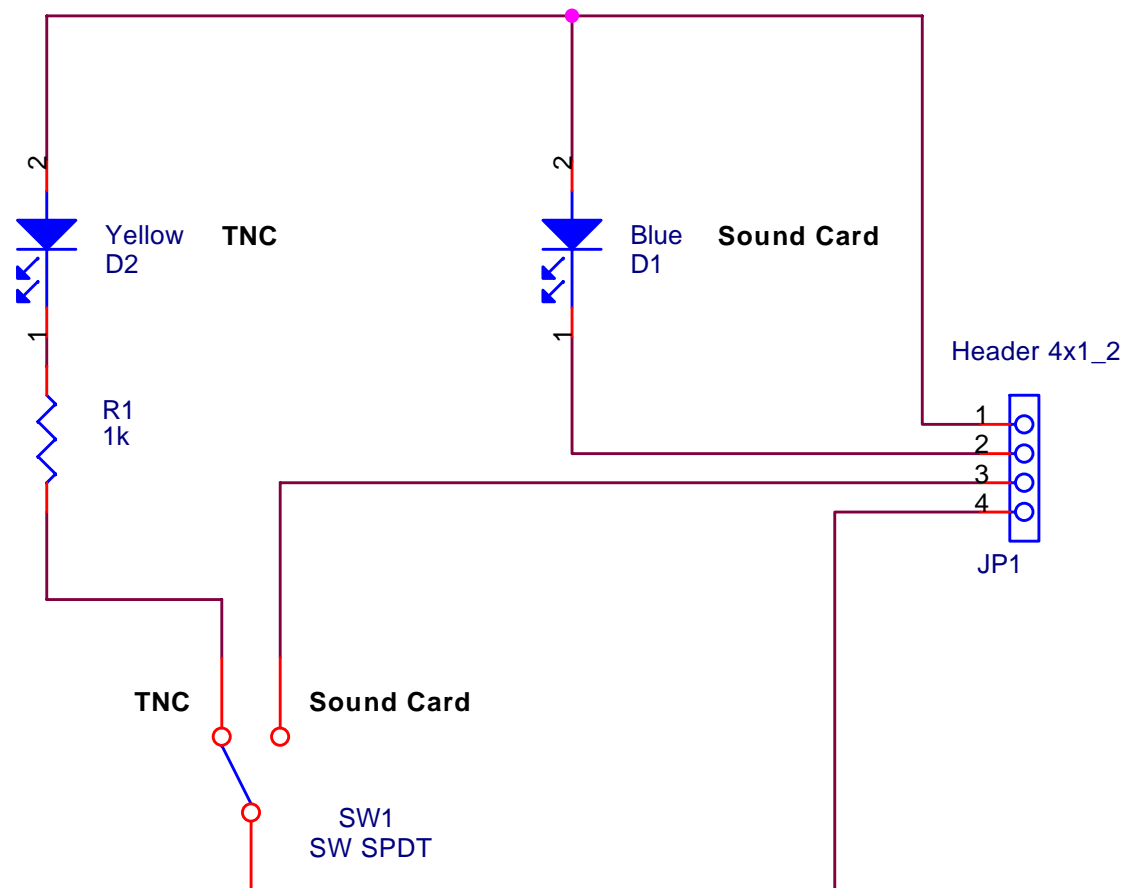 2
2
Yellow
TNC
D2
Blue
Sound Card
D1
1
1
Header 4x1_2
R1
1k
1
2
3
4
JP1
TNC
Sound Card
SW1
SW SPDT